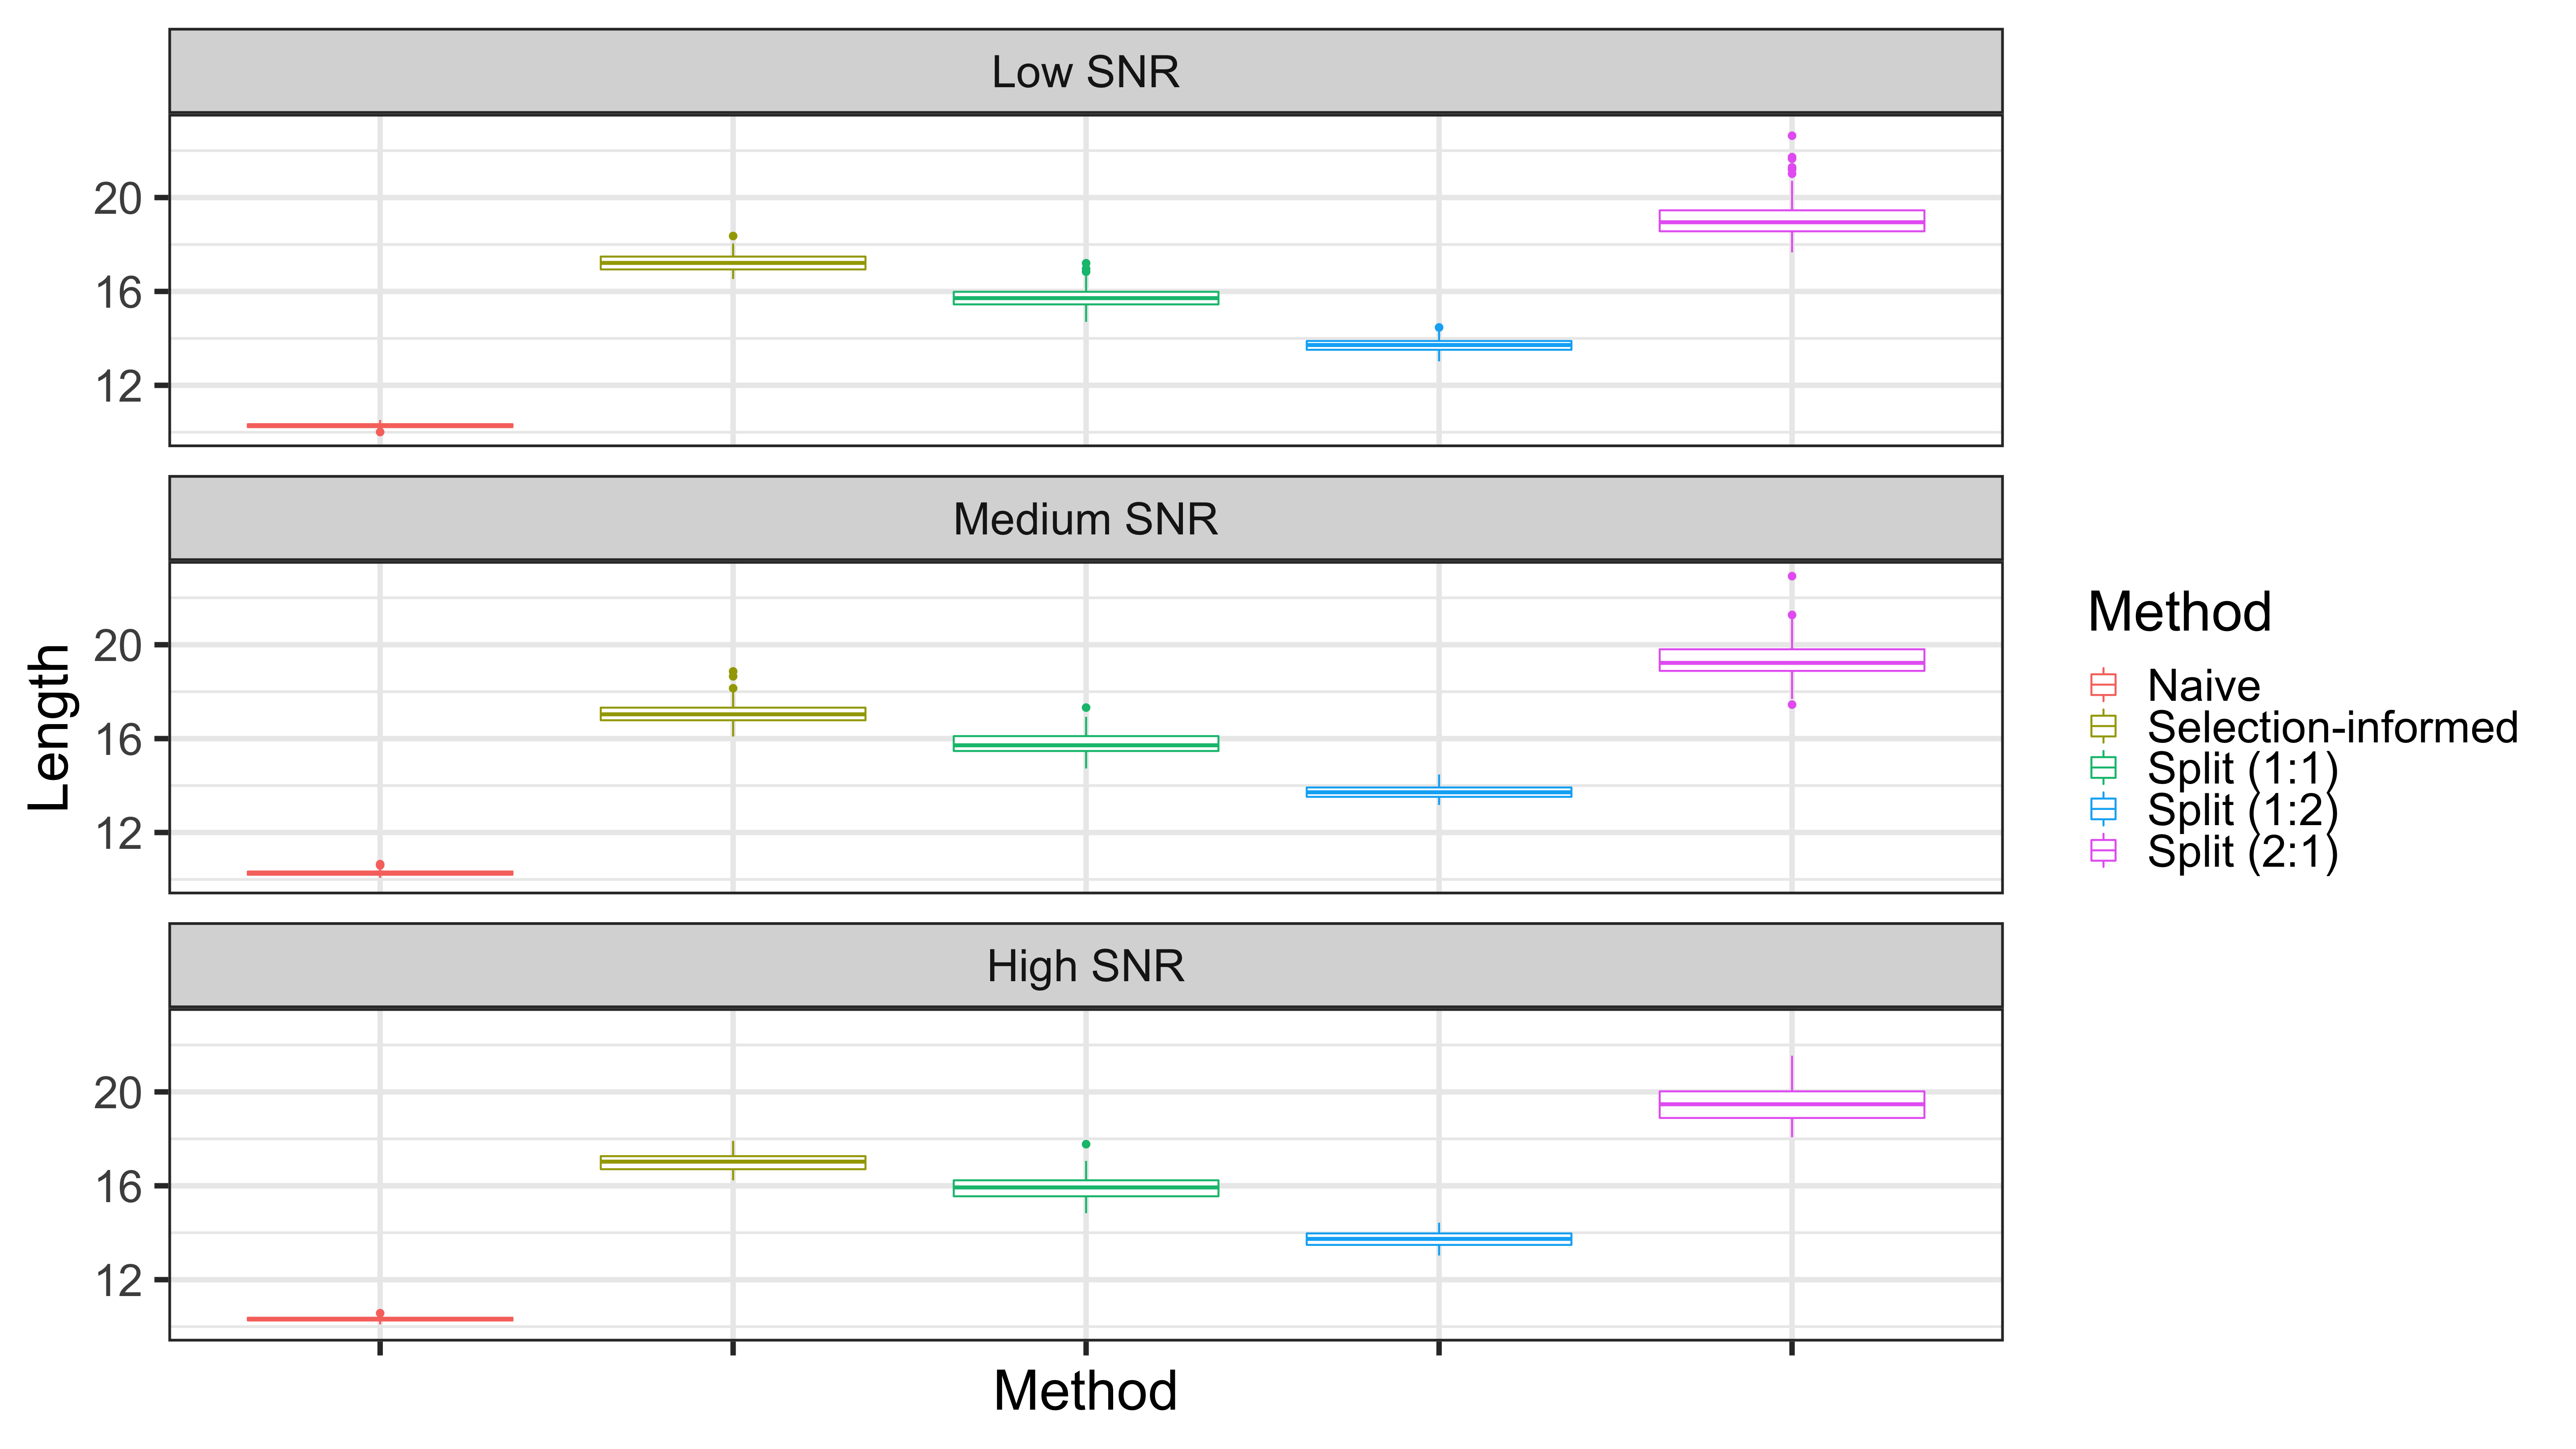 Low SNR
20
16
12
Medium SNR
20
16
12
High SNR
20
16
12
Length
Method
Method
Naive
Selection-informed
Split (1:1)
Split (1:2)
Split (2:1)